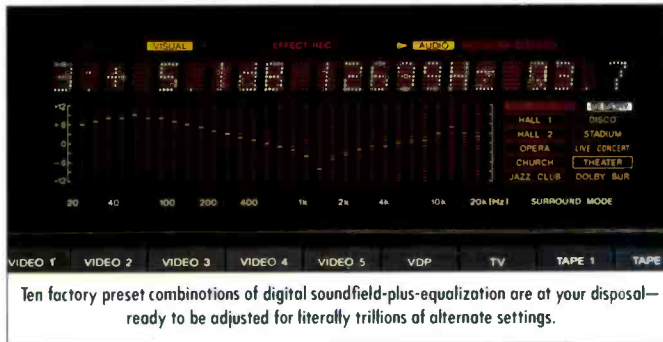 VISUAL EFFECT REC AUDIO
3: + 5.1dB 12609Hz Q3.7
+12
+6
0
-6
-12
20 40 100 200 400 1k 2k 4k 10k 20k (Hz)
HALL 1 DISCO
HALL 2 STADIUM
OPERA LIVE CONCERT
CHURCH THEATER
JAZZ CLUB DOLBY SUR
SURROUND MODE
VIDEO 1 VIDEO 2 VIDEO 3 VIDEO 4 VIDEO 5 VDP TV TAPE 1 TAPE
Ten factory preset combinations of digital soundfield-plus-equalization are at your disposal—
ready to be adjusted for literally trillions of alternate settings.